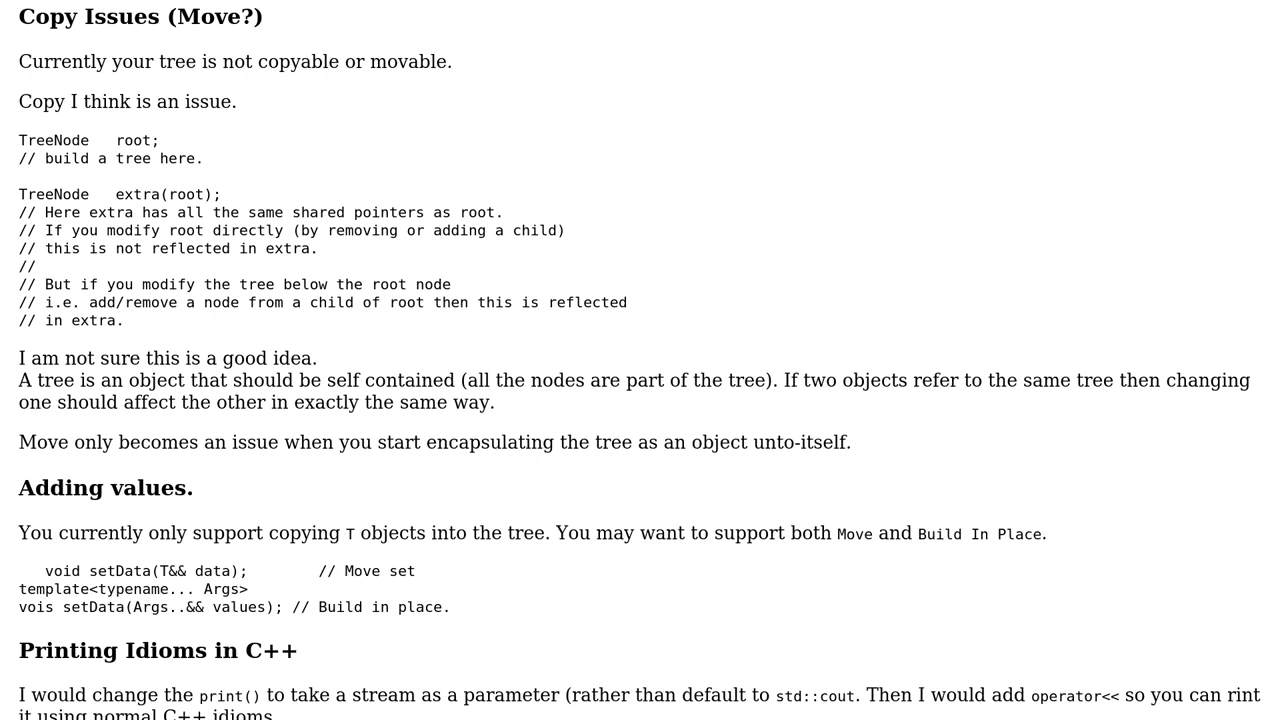 Copy Issues (Move?)
Currently your tree is not copyable or movable.
Copy I think is an issue.
TreeNode   root;
// build a tree here.
TreeNode   extra(root);
// Here extra has all the same shared pointers as root.
// If you modify root directly (by removing or adding a child)
// this is not reflected in extra.
//
// But if you modify the tree below the root node
// i.e. add/remove a node from a child of root then this is reflected
// in extra.
I am not sure this is a good idea.
A tree is an object that should be self contained (all the nodes are part of the tree). If two objects refer to the same tree then changing
one should affect the other in exactly the same way.
Move only becomes an issue when you start encapsulating the tree as an object unto-itself.
Adding values.
You currently only support copying T objects into the tree. You may want to support both Move and Build In Place.
   void setData(T&& data);        // Move set
template<typename... Args>
vois setData(Args..&& values); // Build in place.
Printing Idioms in C++
I would change the print() to take a stream as a parameter (rather than default to std::cout. Then I would add operator<< so you can rint
it using normal C++ idioms.